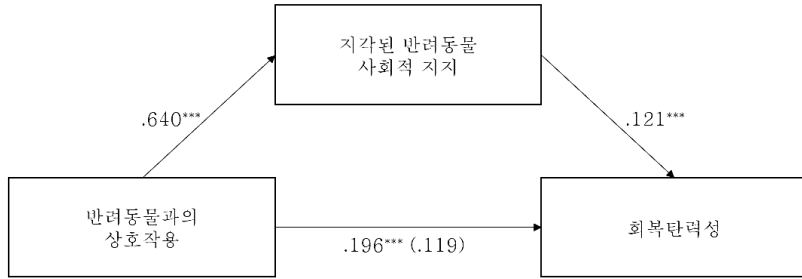 지각된 반려동물
사회적 지지
.640***
.121***
반려동물과의
상호작용
.196*** (.119)
회복탄력성